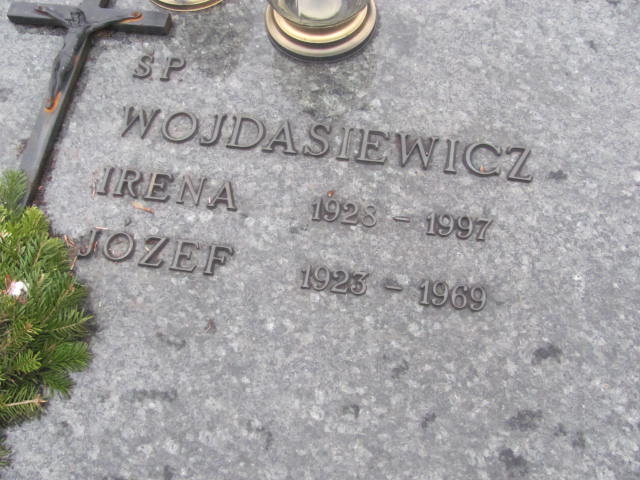 SP.
WOJDASIEWICZ
IRENA 1928 - 1997
JOZEF 1923 - 1969